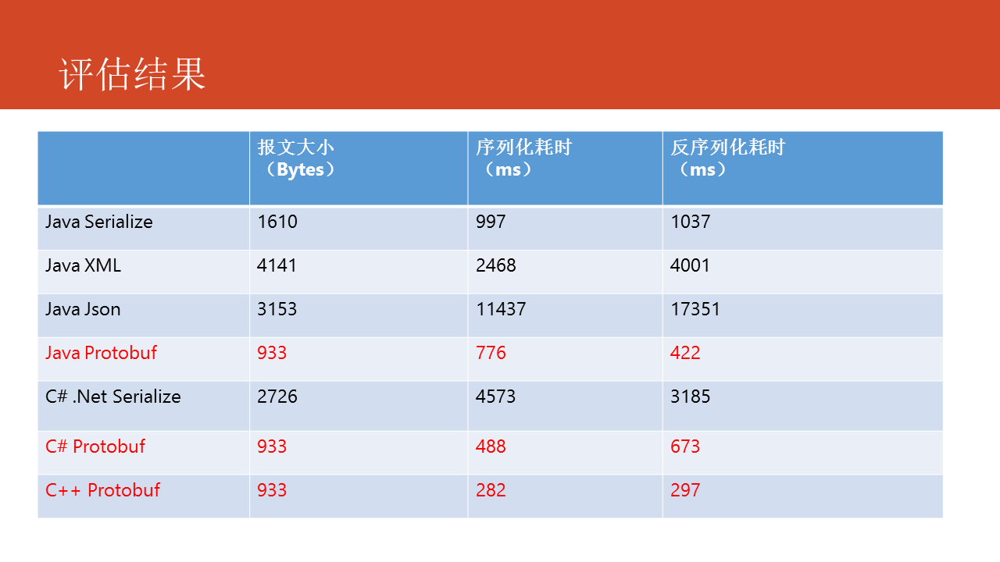 评估结果
报文大小 序列化耗时 反序列化耗时
（Bytes） （ms） （ms）
Java Serialize 1610 997 1037
Java XML 4141 2468 4001
Java Json 3153 11437 17351
Java Protobuf 933 776 422
C# .Net Serialize 2726 4573 3185
C# Protobuf 933 488 673
C++ Protobuf 933 282 297